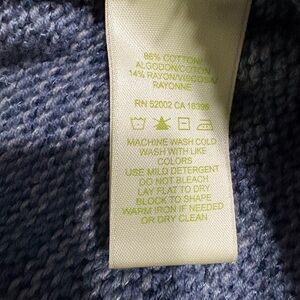 86% COTTON/
ALGODON/COTON
14% RAYON/VISCOSA/
RAYONNE
RN 52002 CA 18396
MACHINE WASH COLD
WASH WITH LIKE
COLORS
USE MILD DETERGENT
DO NOT BLEACH
LAY FLAT TO DRY
BLOCK TO SHAPE
WARM IRON IF NEEDED
OR DRY CLEAN